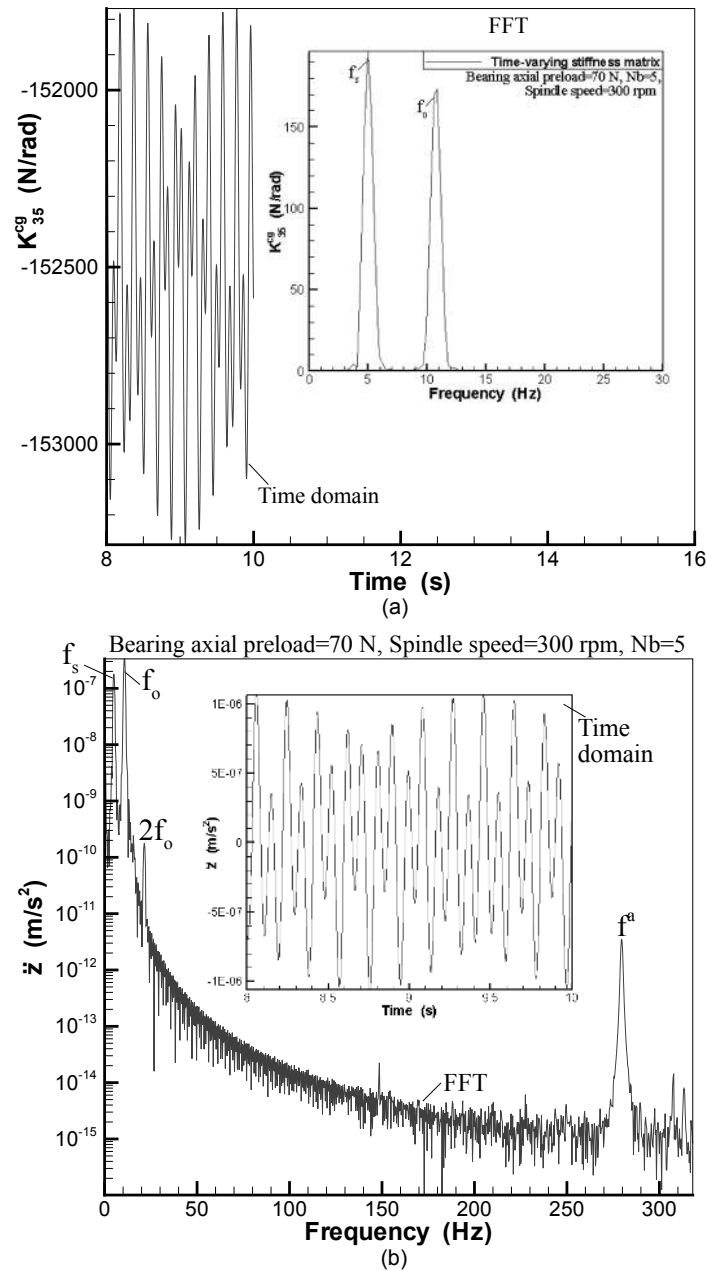 FFT
-152000
-152500
-153000
K^cg_35 (N/rad)
8 10 12 14 16
Time (s)
Time domain
f_s
f_o
Time-varying stiffness matrix
Bearing axial preload=70 N, Nb=5,
Spindle speed=300 rpm
150
100
50
0
K^cg_35 (N/rad)
0 5 10 15 20 25 30
Frequency (Hz)
(a)
Bearing axial preload=70 N, Spindle speed=300 rpm, Nb=5
f_s
f_o
2f_o
f^a
FFT
10^-7
10^-8
10^-9
10^-10
10^-11
10^-12
10^-13
10^-14
10^-15
z̈ (m/s²)
0 50 100 150 200 250 300
Frequency (Hz)
Time
domain
1E-06
5E-07
0
-5E-07
-1E-06
z̈ (m/s²)
8 8.5 9 9.5 10
Time (s)
(b)